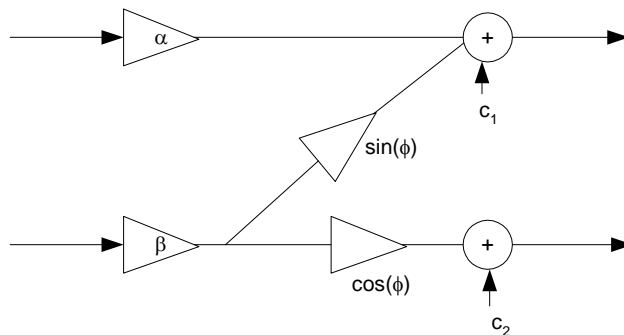 α
+
c1
sin(ϕ)
β
+
cos(ϕ)
c2